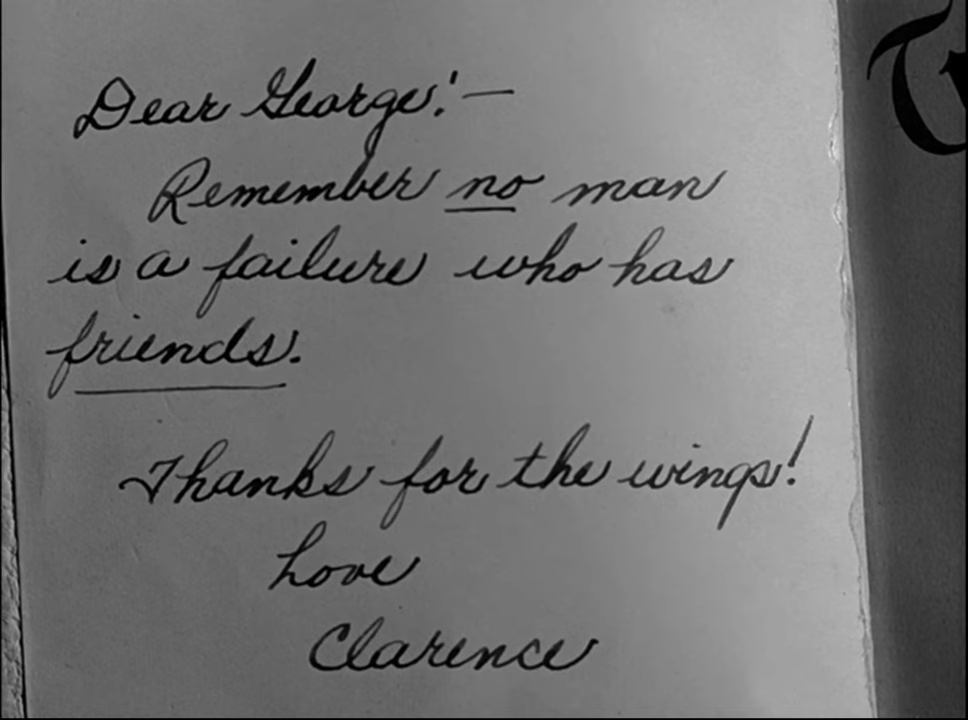 Dear George:—
Remember no man
is a failure who has
friends.
Thanks for the wings!
Love
Clarence